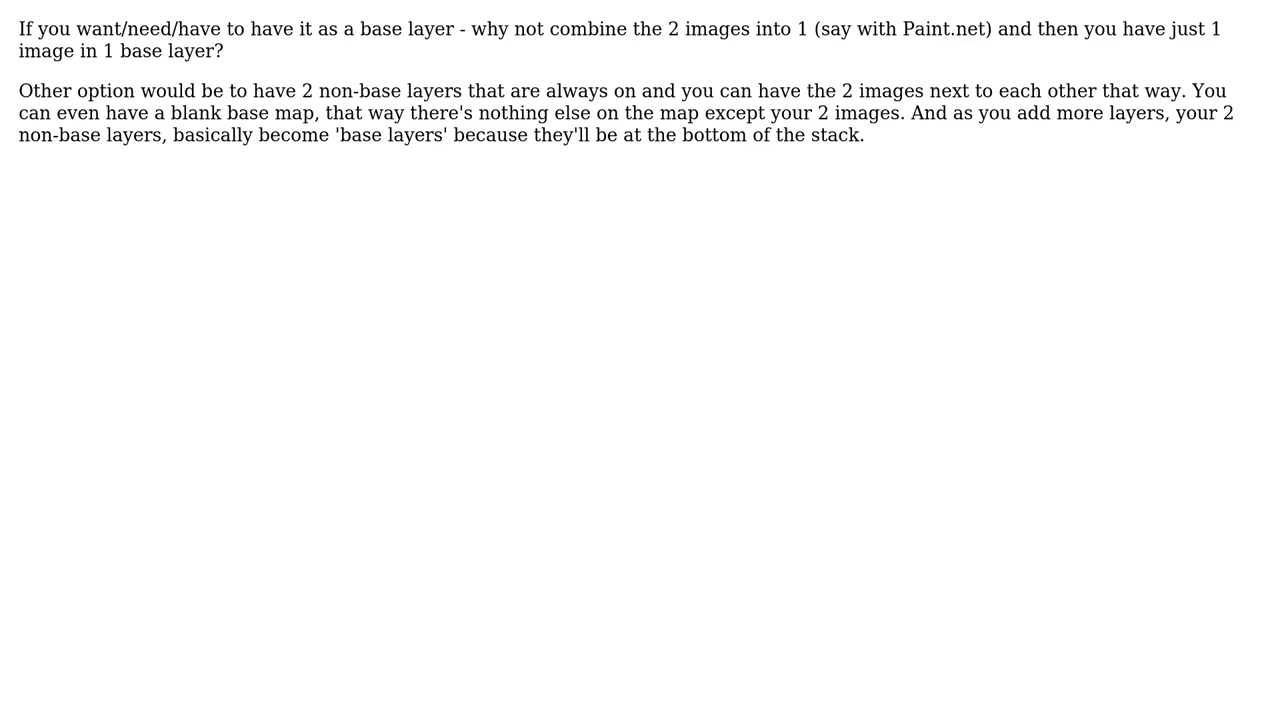 If you want/need/have to have it as a base layer - why not combine the 2 images into 1 (say with Paint.net) and then you have just 1
image in 1 base layer?
Other option would be to have 2 non-base layers that are always on and you can have the 2 images next to each other that way. You
can even have a blank base map, that way there's nothing else on the map except your 2 images. And as you add more layers, your 2
non-base layers, basically become 'base layers' because they'll be at the bottom of the stack.